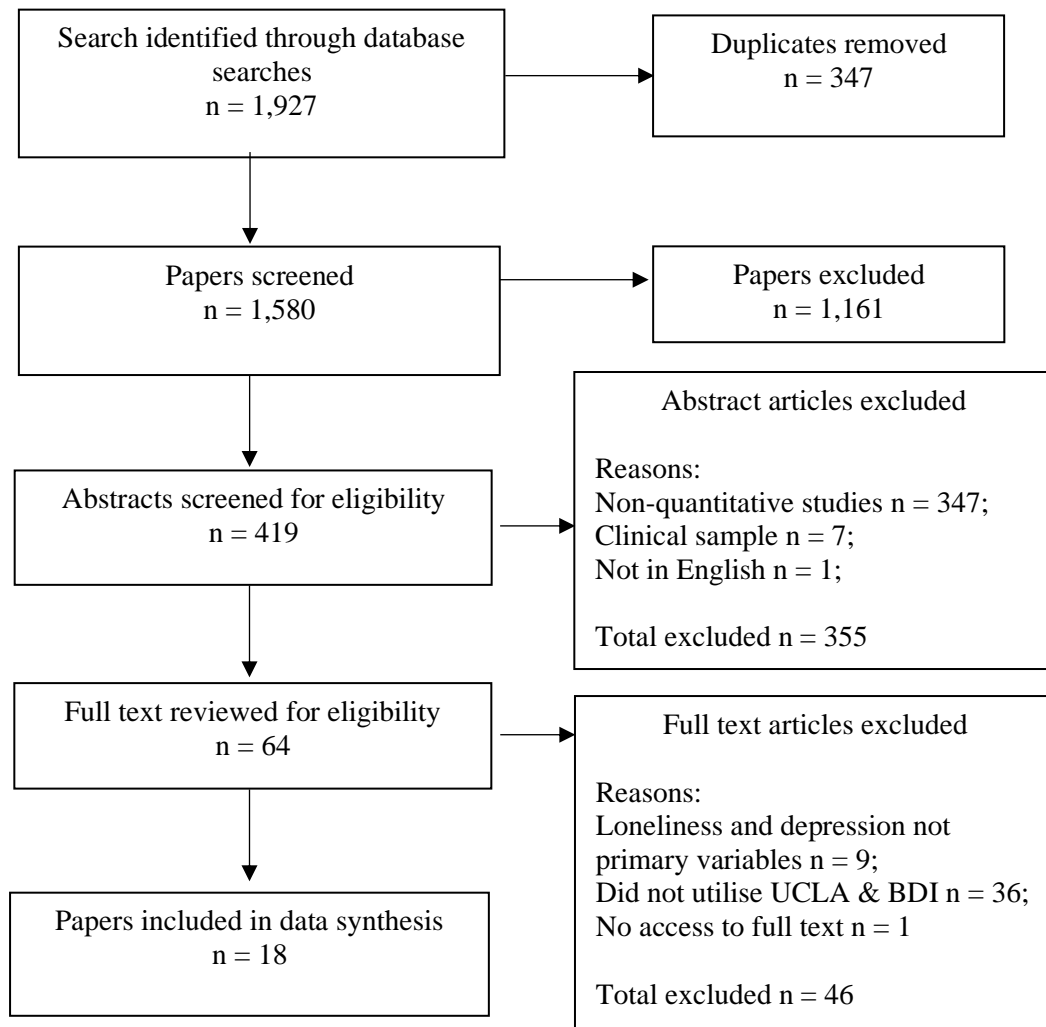 Search identified through database
searches
n = 1,927
Duplicates removed
n = 347
Papers screened
n = 1,580
Papers excluded
n = 1,161
Abstracts screened for eligibility
n = 419
Abstract articles excluded
Reasons:
Non-quantitative studies n = 347;
Clinical sample n = 7;
Not in English n = 1;
Total excluded n = 355
Full text reviewed for eligibility
n = 64
Full text articles excluded
Reasons:
Loneliness and depression not
primary variables n = 9;
Did not utilise UCLA & BDI n = 36;
No access to full text n = 1
Total excluded n = 46
Papers included in data synthesis
n = 18